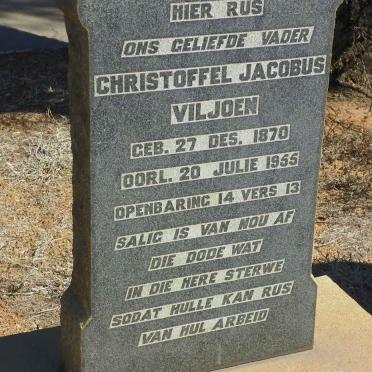 HIER RUS
ONS GELIEFDE VADER
CHRISTOFFEL JACOBUS
VILJOEN
GEB. 27 DES. 1870
OORL. 20 JULIE 1955
OPENBARING 14 VERS 13
SALIG IS VAN NOU AF
DIE DODE WAT
IN DIE HERE STERWE
SODAT HULLE KAN RUS
VAN HUL ARBEID